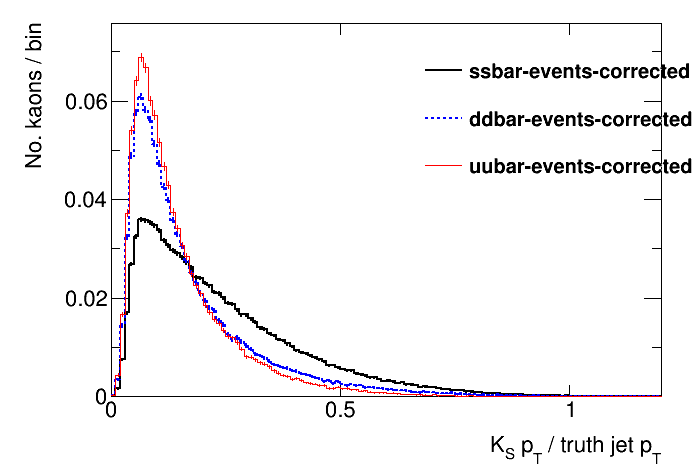 No. kaons / bin
ssbar-events-corrected
ddbar-events-corrected
uubar-events-corrected
0.06
0.04
0.02
0
0 0.5 1
K_S p_T / truth jet p_T